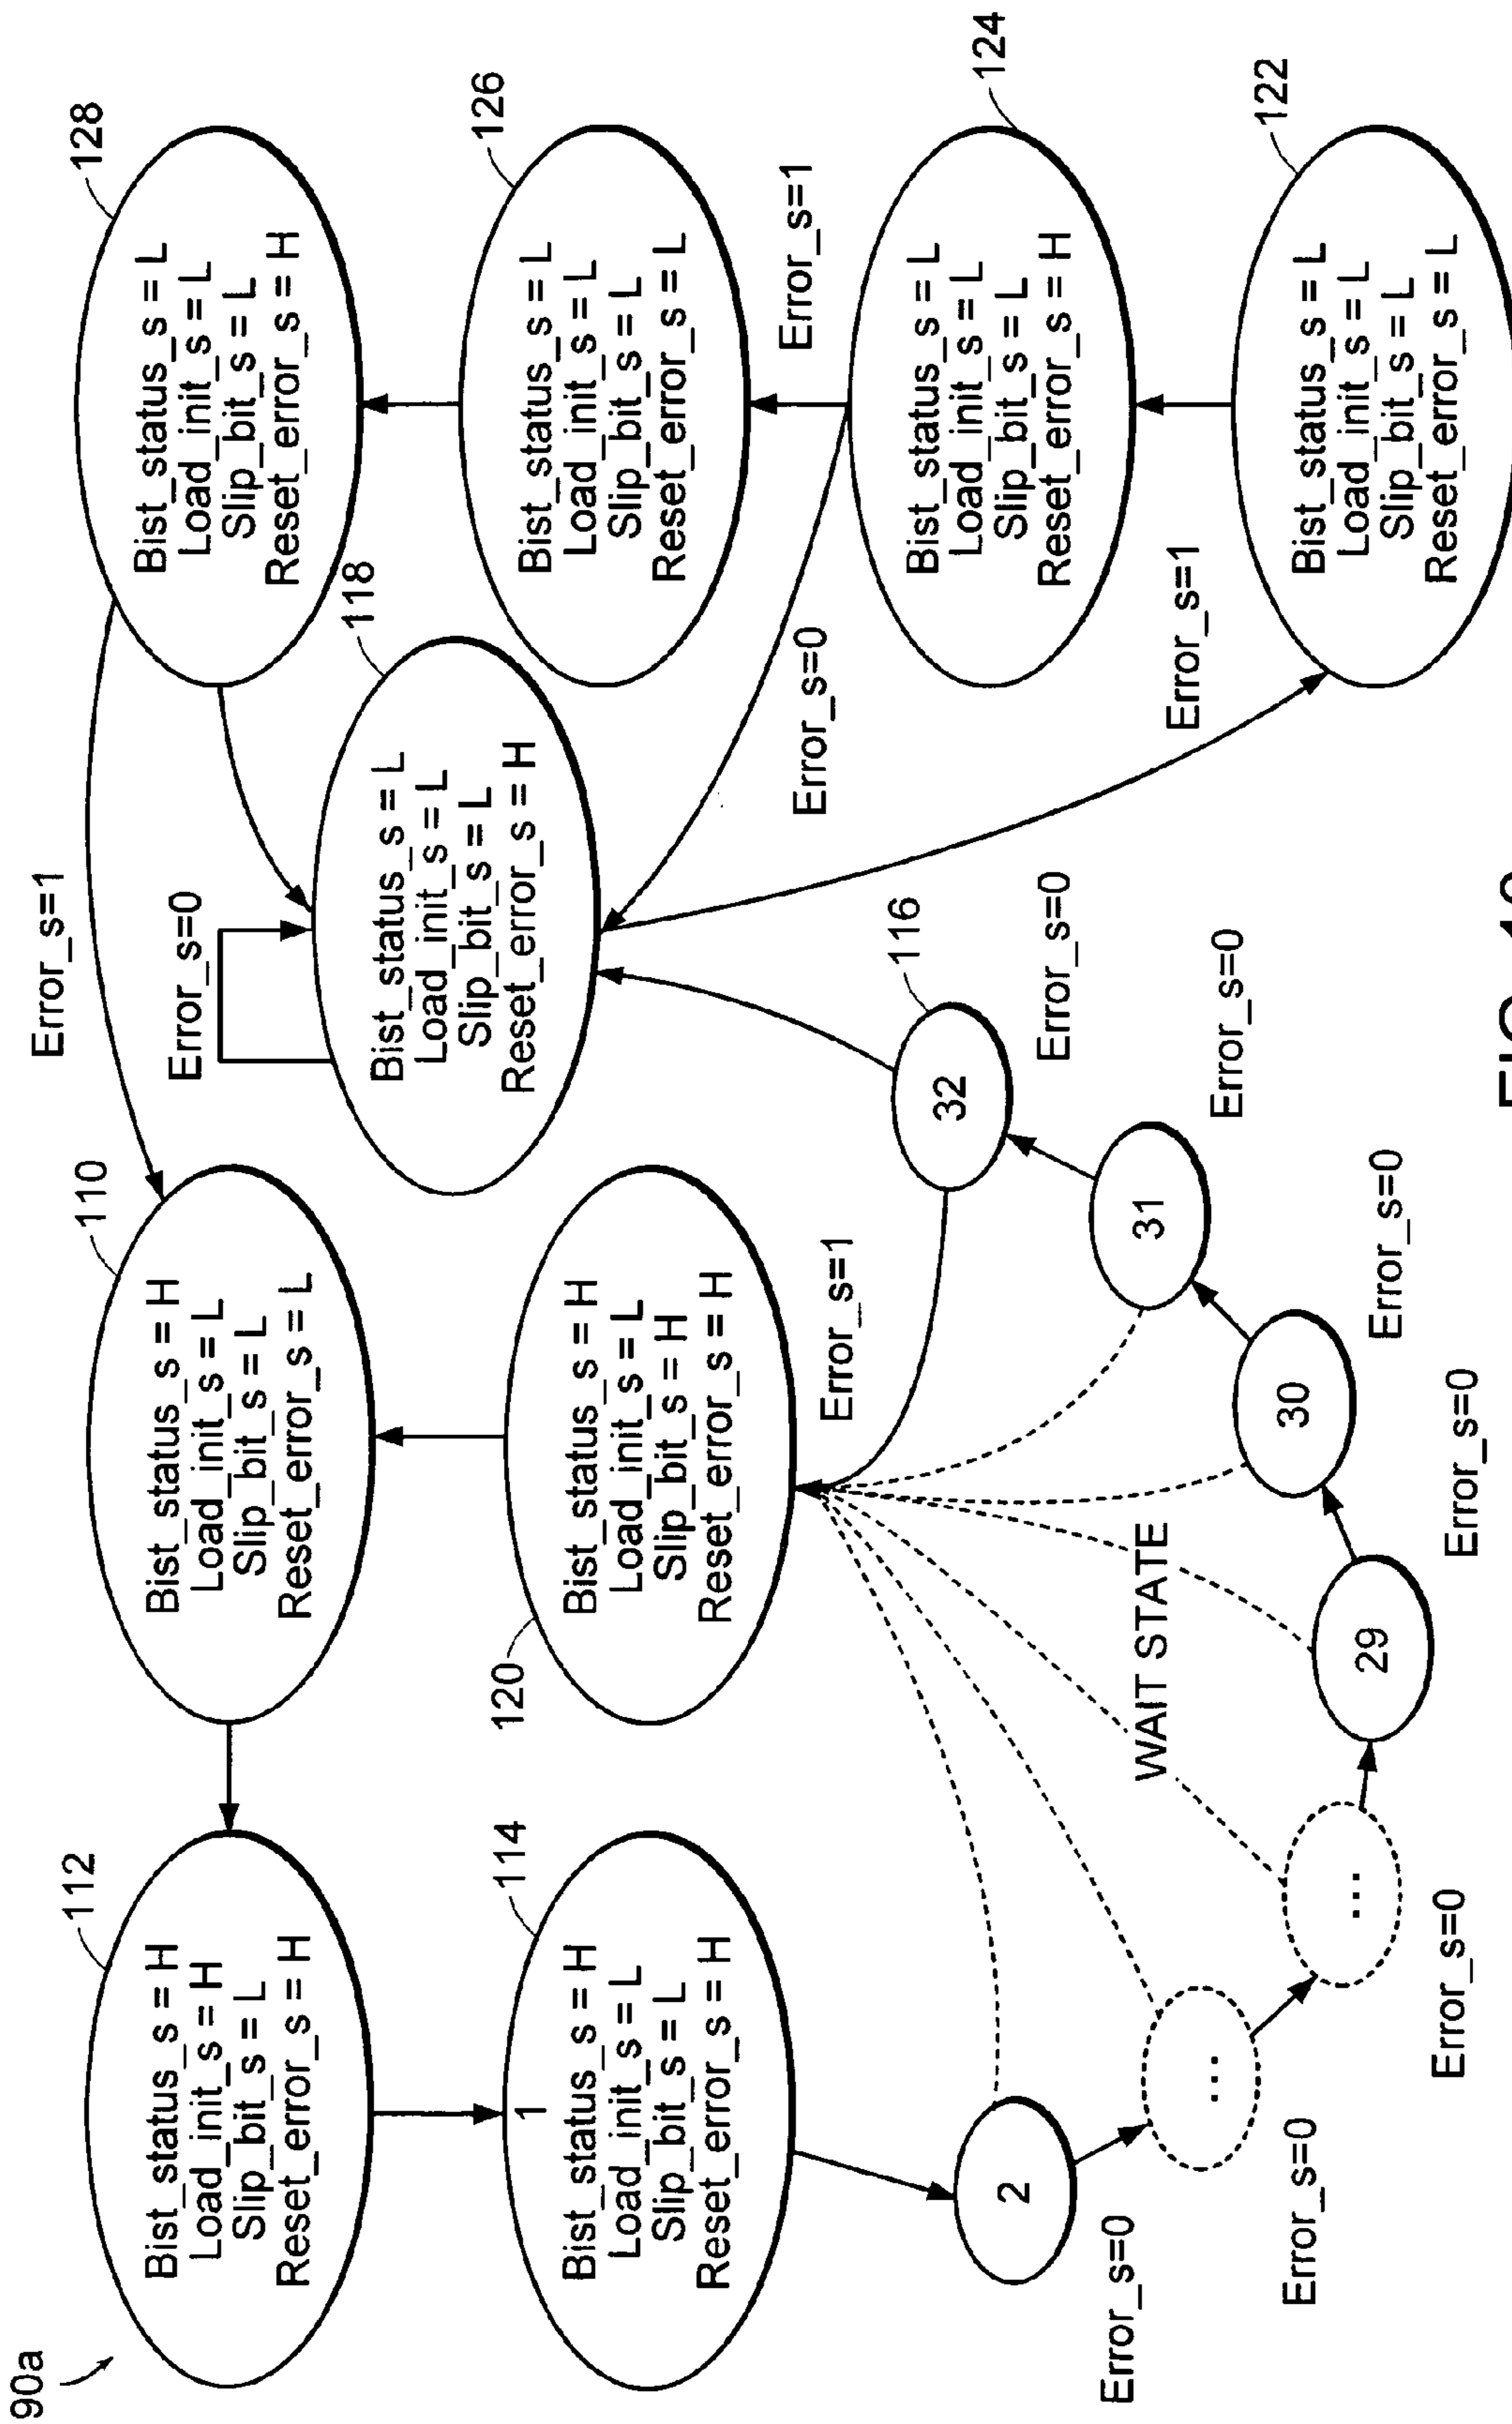 90a
112
Bist_status_s = H
Load_init_s = H
Slip_bit_s = L
Reset_error_s = H
110
Bist_status_s = H
Load_init_s = L
Slip_bit_s = L
Reset_error_s = L
Error_s=1
128
Bist_status_s = L
Load_init_s = L
Slip_bit_s = L
Reset_error_s = H
Error_s=0
118
Bist_status_s = L
Load_init_s = L
Slip_bit_s = L
Reset_error_s = H
114
1
Bist_status_s = H
Load_init_s = L
Slip_bit_s = L
Reset_error_s = H
120
Bist_status_s = H
Load_init_s = L
Slip_bit_s = H
Reset_error_s = H
126
Bist_status_s = L
Load_init_s = L
Slip_bit_s = L
Reset_error_s = L
Error_s=1
Error_s=1
Error_s=0
116
32
Error_s=0
124
Bist_status_s = L
Load_init_s = L
Slip_bit_s = L
Reset_error_s = H
2
Error_s=0
WAIT STATE
31
Error_s=0
Error_s=1
...
Error_s=0
30
Error_s=0
122
Bist_status_s = L
Load_init_s = L
Slip_bit_s = L
Reset_error_s = L
...
Error_s=0
29
Error_s=0